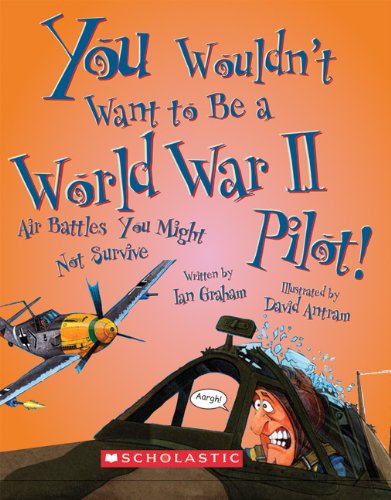 You Wouldn't
Want to Be a
World War II
Pilot!
Air Battles You Might
Not Survive
Written by
Ian Graham
Illustrated by
David Antram
Aargh!
SCHOLASTIC